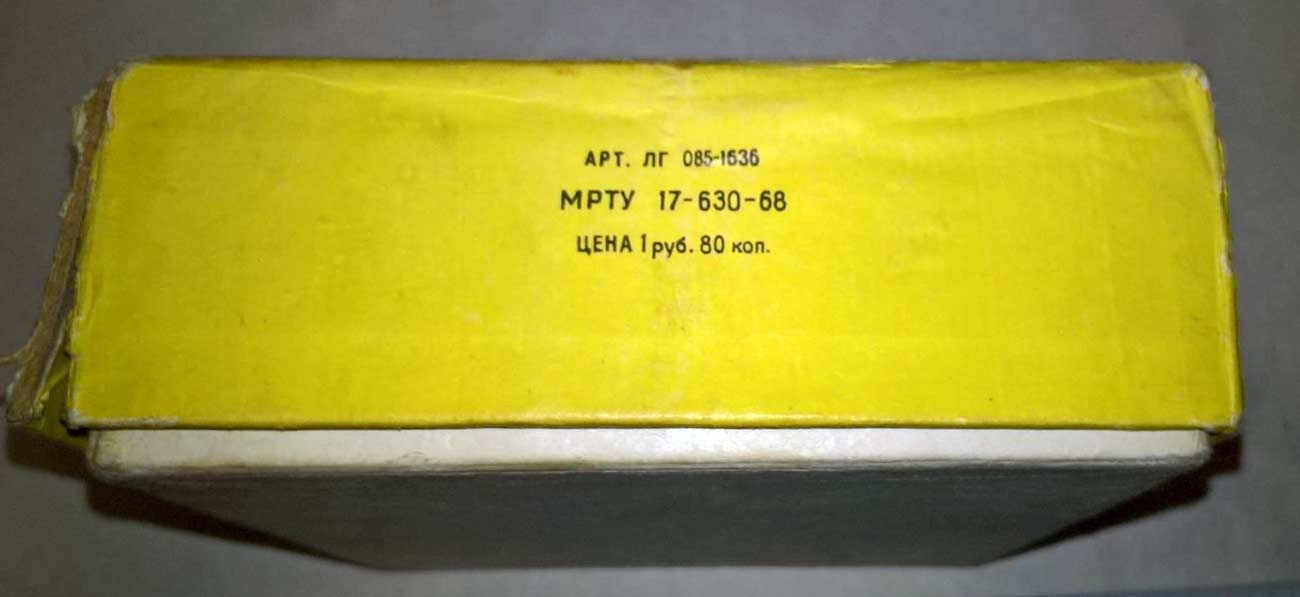 АРТ. ЛГ 085-1636
МРТУ 17-630-68
ЦЕНА 1 руб. 80 коп.